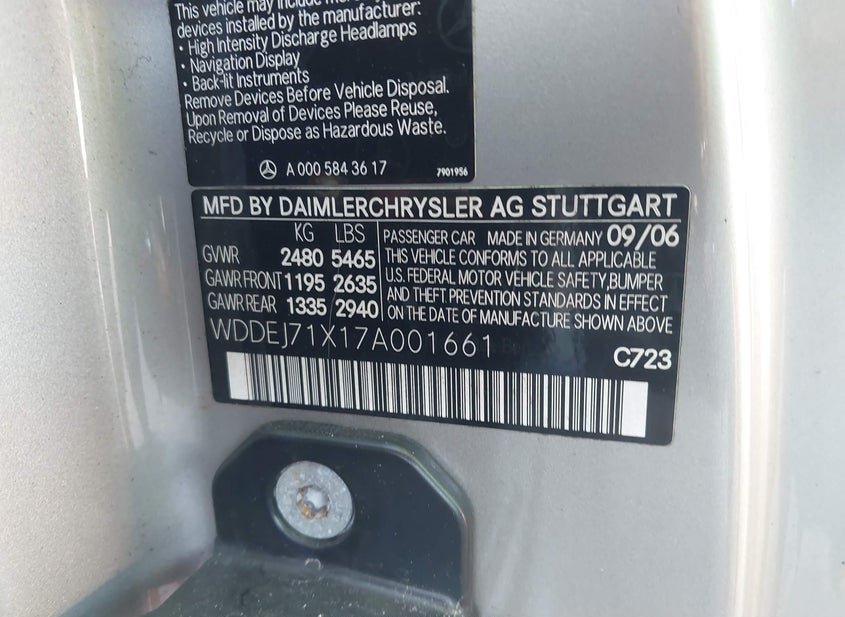 This vehicle may include
devices installed by the manufacturer:
• High Intensity Discharge Headlamps
• Navigation Display
• Back-lit Instruments
Remove Devices Before Vehicle Disposal.
Upon Removal of Devices Please Reuse,
Recycle or Dispose as Hazardous Waste.
A 000 584 36 17 7901956
MFD BY DAIMLERCHRYSLER AG STUTTGART
KG LBS
GVWR 2480 5465
GAWR FRONT 1195 2635
GAWR REAR 1335 2940
PASSENGER CAR MADE IN GERMANY 09/06
THIS VEHICLE CONFORMS TO ALL APPLICABLE
U.S. FEDERAL MOTOR VEHICLE SAFETY, BUMPER
AND THEFT PREVENTION STANDARDS IN EFFECT
ON THE DATE OF MANUFACTURE SHOWN ABOVE
WDDEJ71X17A001661
C723